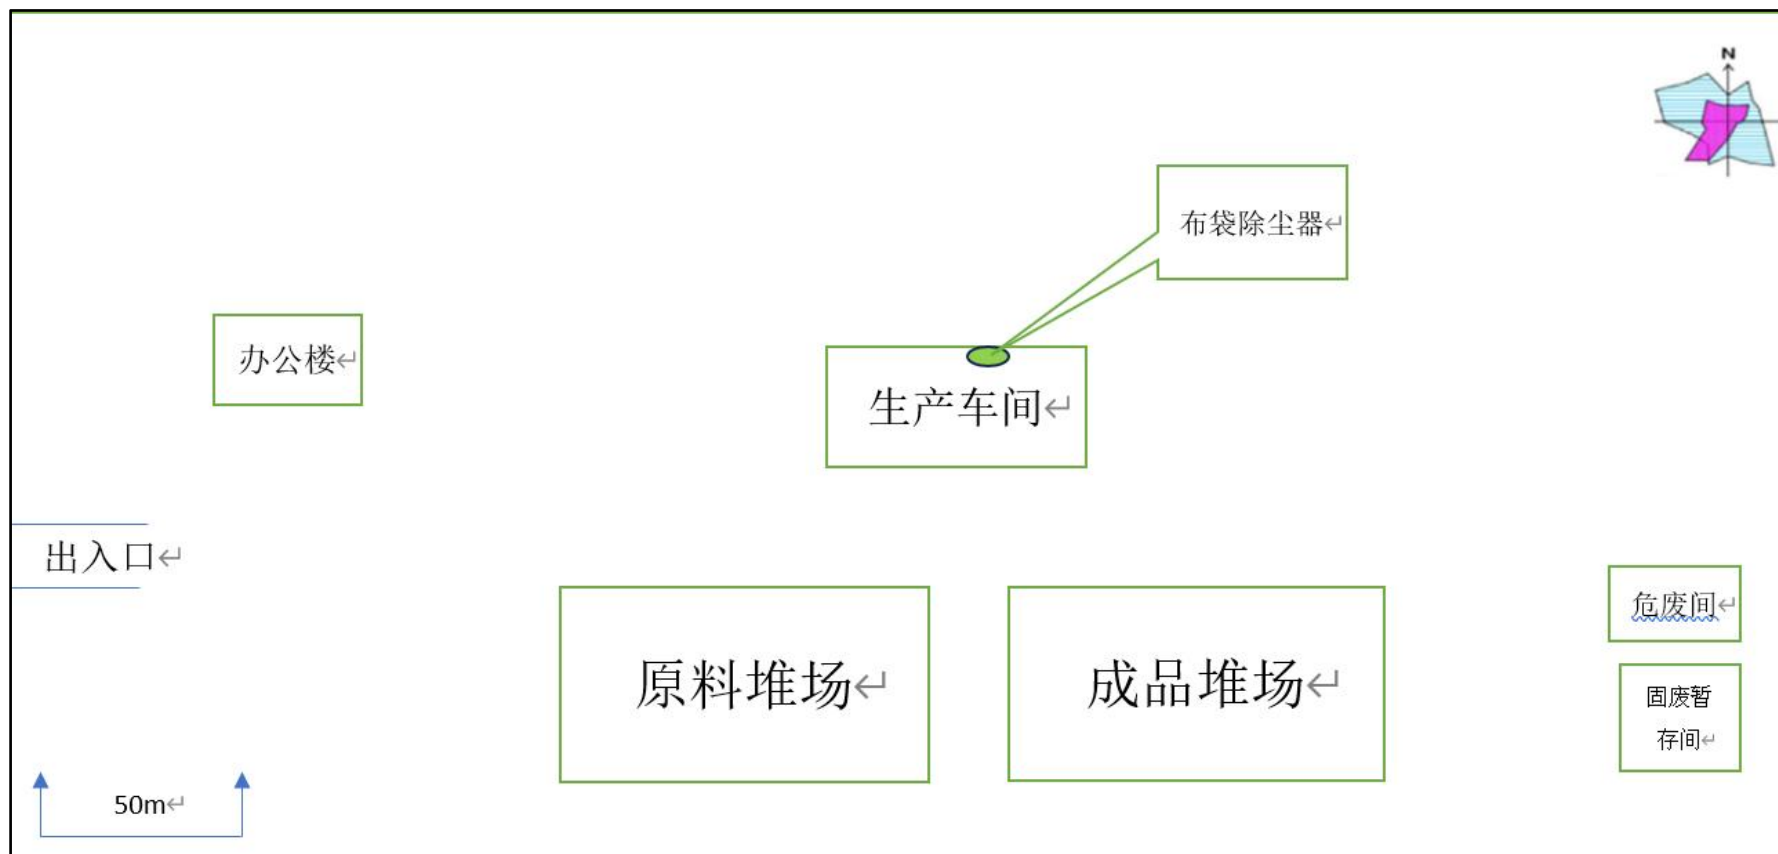 N
布袋除尘器
办公楼
生产车间
出入口
危废间
原料堆场
成品堆场
固废暂
存间
50m